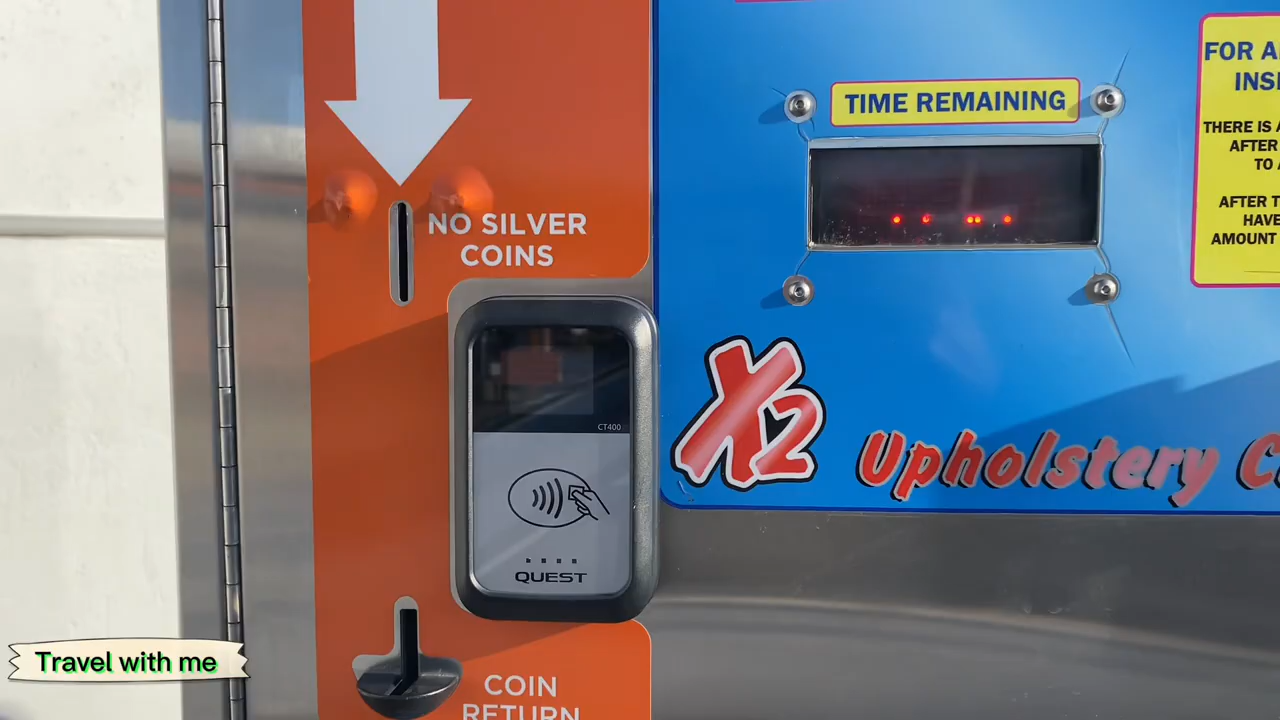 NO SILVER
COINS
CT400
QUEST
COIN
RETURN
TIME REMAINING
X2
Upholstery
FOR
THERE IS
AFTER
TO
AFTER
HAVE
AMOUNT
Travel with me